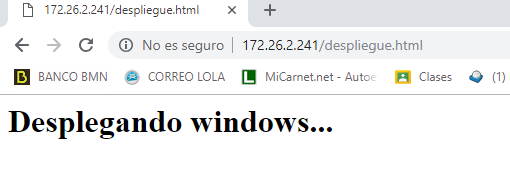 172.26.2.241/despliegue.html
No es seguro | 172.26.2.241/despliegue.html
BANCO BMN CORREO LOLA MiCarnet.net - Autoe Clases (1)
Desplegando windows...